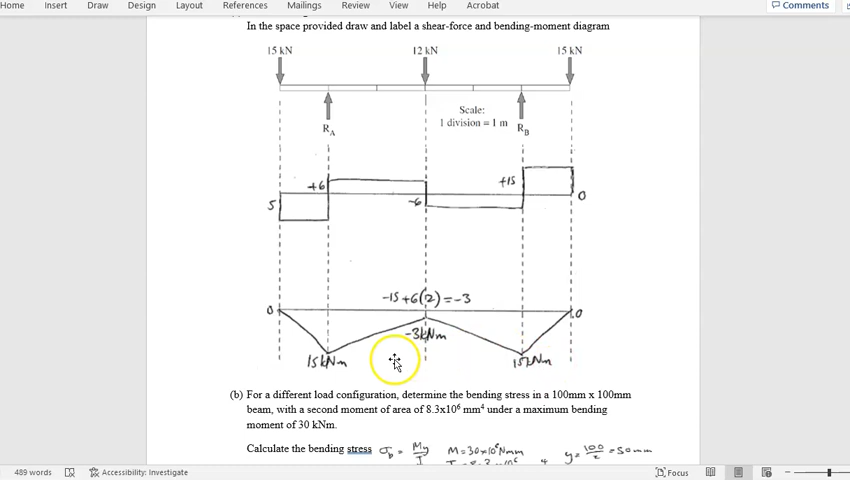 Home Insert Draw Design Layout References Mailings Review View Help Acrobat Comments
In the space provided draw and label a shear-force and bending-moment diagram
15 kN 12 kN 15 kN
Scale:
1 division = 1 m
RA RB
+6 +15
5 -6 0
-15+6(2)=-3
0 0
-3kNm
15kNm 15kNm
(b) For a different load configuration, determine the bending stress in a 100mm x 100mm
beam, with a second moment of area of 8.3x10⁶ mm⁴ under a maximum bending
moment of 30 kNm.
Calculate the bending stress σb = My M = 30x10⁶Nmm y = 100/2 = 50mm
489 words Accessibility: Investigate Focus